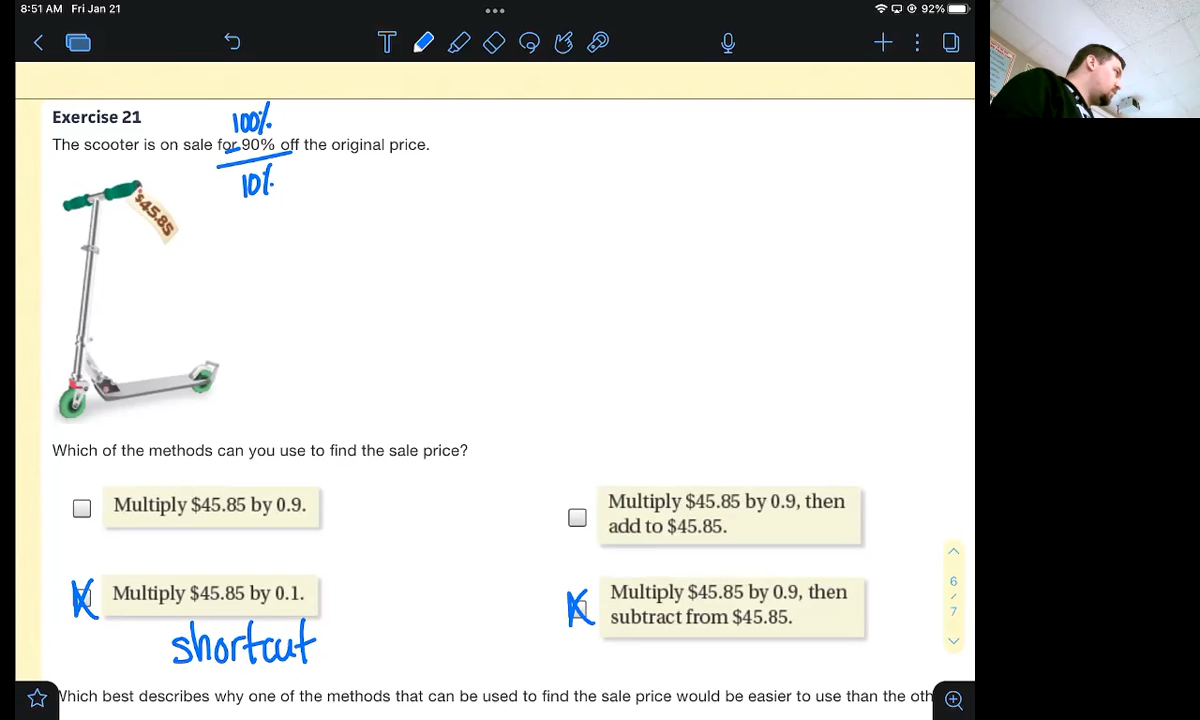 8:51 AM Fri Jan 21
92%
Exercise 21
100%
The scooter is on sale for 90% off the original price.
10%
$45.85
Which of the methods can you use to find the sale price?
Multiply $45.85 by 0.9.
Multiply $45.85 by 0.9, then
add to $45.85.
Multiply $45.85 by 0.1.
Multiply $45.85 by 0.9, then
subtract from $45.85.
shortcut
6
/
7
Which best describes why one of the methods that can be used to find the sale price would be easier to use than the oth